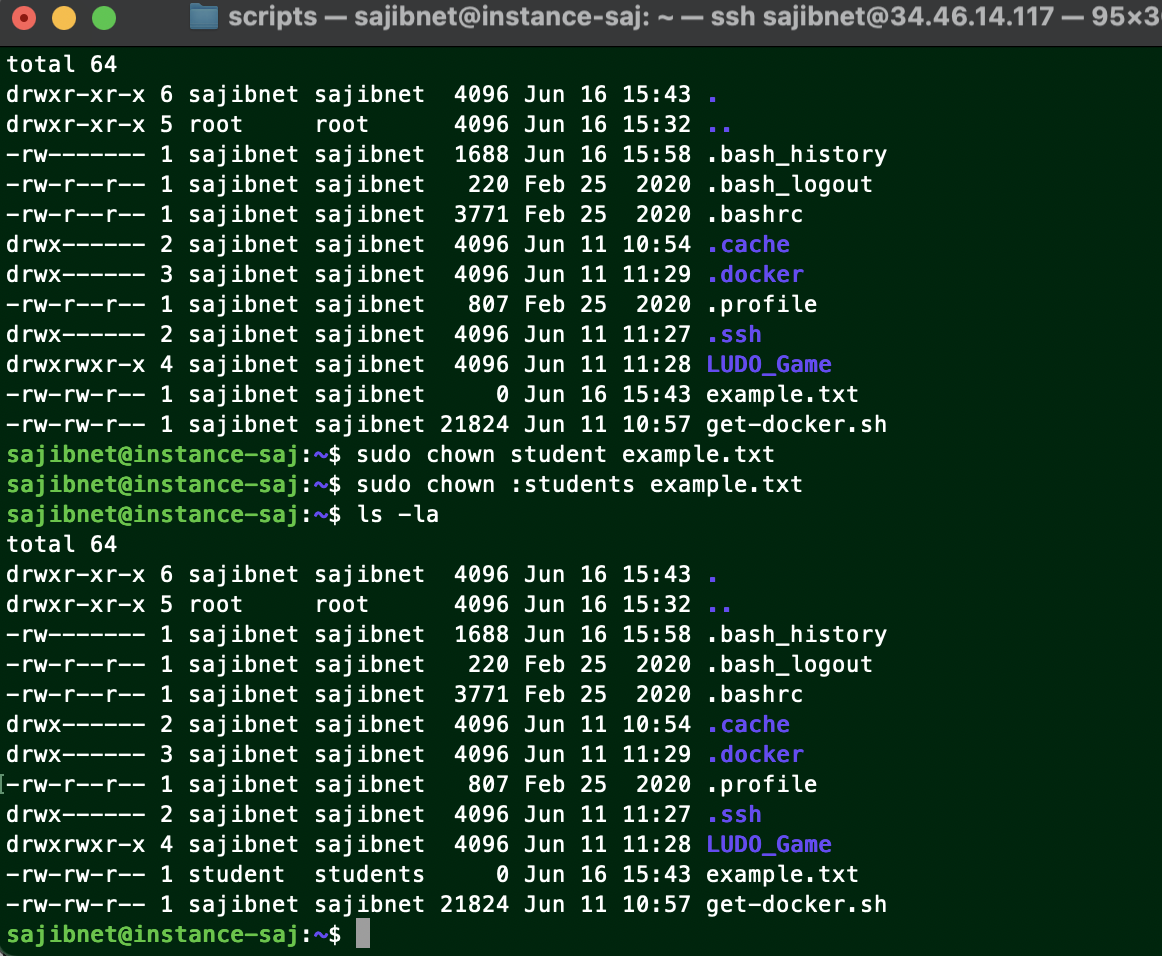 scripts — sajibnet@instance-saj: ~ — ssh sajibnet@34.46.14.117 — 95×3
total 64
drwxr-xr-x 6 sajibnet sajibnet  4096 Jun 16 15:43 .
drwxr-xr-x 5 root     root      4096 Jun 16 15:32 ..
-rw------- 1 sajibnet sajibnet  1688 Jun 16 15:58 .bash_history
-rw-r--r-- 1 sajibnet sajibnet   220 Feb 25  2020 .bash_logout
-rw-r--r-- 1 sajibnet sajibnet  3771 Feb 25  2020 .bashrc
drwx------ 2 sajibnet sajibnet  4096 Jun 11 10:54 .cache
drwx------ 3 sajibnet sajibnet  4096 Jun 11 11:29 .docker
-rw-r--r-- 1 sajibnet sajibnet   807 Feb 25  2020 .profile
drwx------ 2 sajibnet sajibnet  4096 Jun 11 11:27 .ssh
drwxrwxr-x 4 sajibnet sajibnet  4096 Jun 11 11:28 LUDO_Game
-rw-rw-r-- 1 sajibnet sajibnet     0 Jun 16 15:43 example.txt
-rw-rw-r-- 1 sajibnet sajibnet 21824 Jun 11 10:57 get-docker.sh
sajibnet@instance-saj:~$ sudo chown student example.txt
sajibnet@instance-saj:~$ sudo chown :students example.txt
sajibnet@instance-saj:~$ ls -la
total 64
drwxr-xr-x 6 sajibnet sajibnet  4096 Jun 16 15:43 .
drwxr-xr-x 5 root     root      4096 Jun 16 15:32 ..
-rw------- 1 sajibnet sajibnet  1688 Jun 16 15:58 .bash_history
-rw-r--r-- 1 sajibnet sajibnet   220 Feb 25  2020 .bash_logout
-rw-r--r-- 1 sajibnet sajibnet  3771 Feb 25  2020 .bashrc
drwx------ 2 sajibnet sajibnet  4096 Jun 11 10:54 .cache
drwx------ 3 sajibnet sajibnet  4096 Jun 11 11:29 .docker
-rw-r--r-- 1 sajibnet sajibnet   807 Feb 25  2020 .profile
drwx------ 2 sajibnet sajibnet  4096 Jun 11 11:27 .ssh
drwxrwxr-x 4 sajibnet sajibnet  4096 Jun 11 11:28 LUDO_Game
-rw-rw-r-- 1 student  students     0 Jun 16 15:43 example.txt
-rw-rw-r-- 1 sajibnet sajibnet 21824 Jun 11 10:57 get-docker.sh
sajibnet@instance-saj:~$